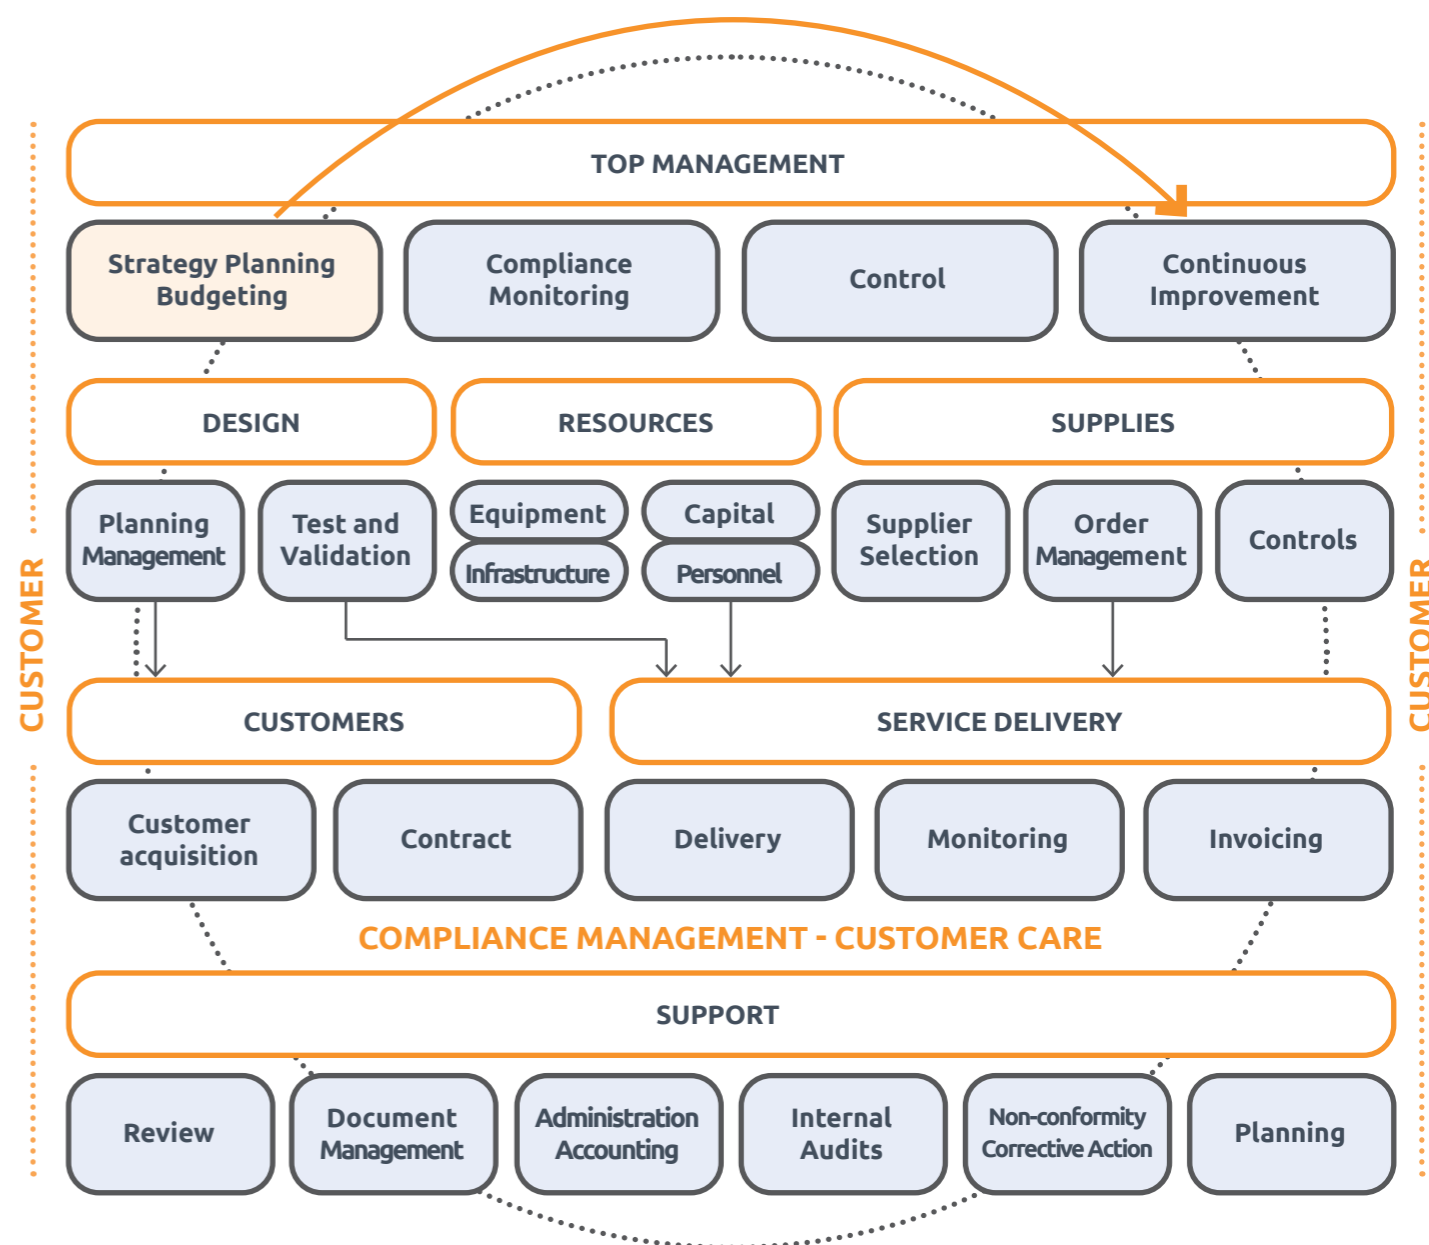 TOP MANAGEMENT
Strategy Planning
Budgeting
Compliance
Monitoring
Control
Continuous
Improvement
DESIGN
RESOURCES
SUPPLIES
Planning
Management
Test and
Validation
Equipment
Infrastructure
Capital
Personnel
Supplier
Selection
Order
Management
Controls
CUSTOMER
CUSTOMER
CUSTOMERS
SERVICE DELIVERY
Customer
acquisition
Contract
Delivery
Monitoring
Invoicing
COMPLIANCE MANAGEMENT - CUSTOMER CARE
SUPPORT
Review
Document
Management
Administration
Accounting
Internal
Audits
Non-conformity
Corrective Action
Planning